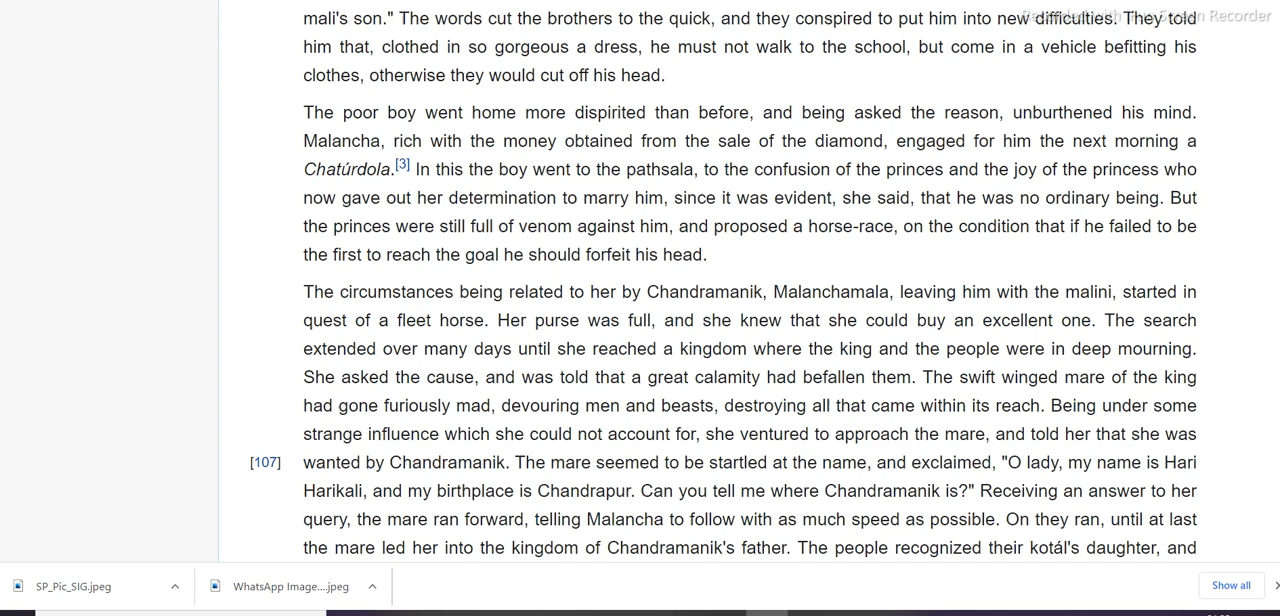 mali's son." The words cut the brothers to the quick, and they conspired to put him into new difficulties. They told
him that, clothed in so gorgeous a dress, he must not walk to the school, but come in a vehicle befitting his
clothes, otherwise they would cut off his head.
The poor boy went home more dispirited than before, and being asked the reason, unburthened his mind.
Malancha, rich with the money obtained from the sale of the diamond, engaged for him the next morning a
Chatúrdola.[3] In this the boy went to the pathsala, to the confusion of the princes and the joy of the princess who
now gave out her determination to marry him, since it was evident, she said, that he was no ordinary being. But
the princes were still full of venom against him, and proposed a horse-race, on the condition that if he failed to be
the first to reach the goal he should forfeit his head.
The circumstances being related to her by Chandramanik, Malanchamala, leaving him with the malini, started in
quest of a fleet horse. Her purse was full, and she knew that she could buy an excellent one. The search
extended over many days until she reached a kingdom where the king and the people were in deep mourning.
She asked the cause, and was told that a great calamity had befallen them. The swift winged mare of the king
had gone furiously mad, devouring men and beasts, destroying all that came within its reach. Being under some
strange influence which she could not account for, she ventured to approach the mare, and told her that she was
[107] wanted by Chandramanik. The mare seemed to be startled at the name, and exclaimed, "O lady, my name is Hari
Harikali, and my birthplace is Chandrapur. Can you tell me where Chandramanik is?" Receiving an answer to her
query, the mare ran forward, telling Malancha to follow with as much speed as possible. On they ran, until at last
the mare led her into the kingdom of Chandramanik's father. The people recognized their kotál's daughter, and
SP_Pic_SIG.jpeg
WhatsApp Image....jpeg
Show all